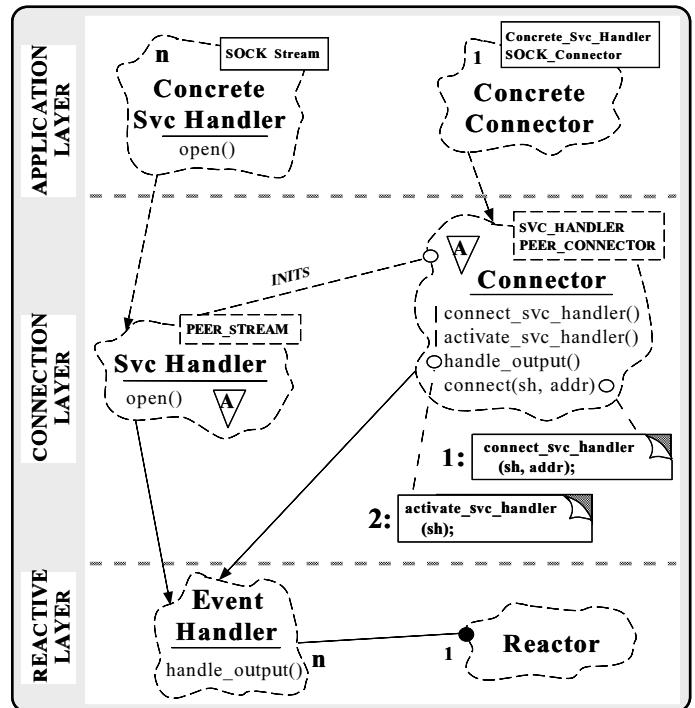 APPLICATION
LAYER
n
SOCK Stream
Concrete
Svc Handler
open()
Concrete_Svc_Handler
SOCK_Connector
1
Concrete
Connector
CONNECTION
LAYER
INITS
SVC_HANDLER
PEER_CONNECTOR
A
Connector
connect_svc_handler()
activate_svc_handler()
handle_output()
connect(sh, addr)
PEER_STREAM
Svc Handler
open()
A
1:
connect_svc_handler
(sh, addr);
2:
activate_svc_handler
(sh);
REACTIVE
LAYER
Event
Handler
handle_output()
n
1
Reactor